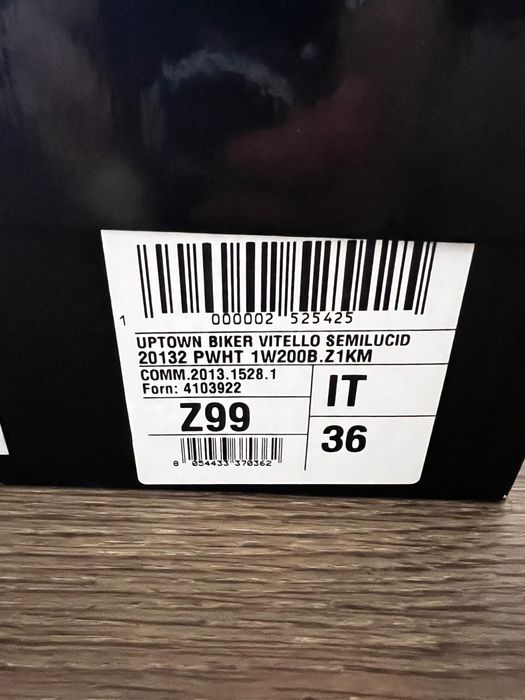 1 000002 525425
UPTOWN BIKER VITELLO SEMILUCID
20132 PWHT 1W200B.Z1KM
COMM.2013.1528.1
Forn: 4103922
IT
Z99
36
8 054433 370362